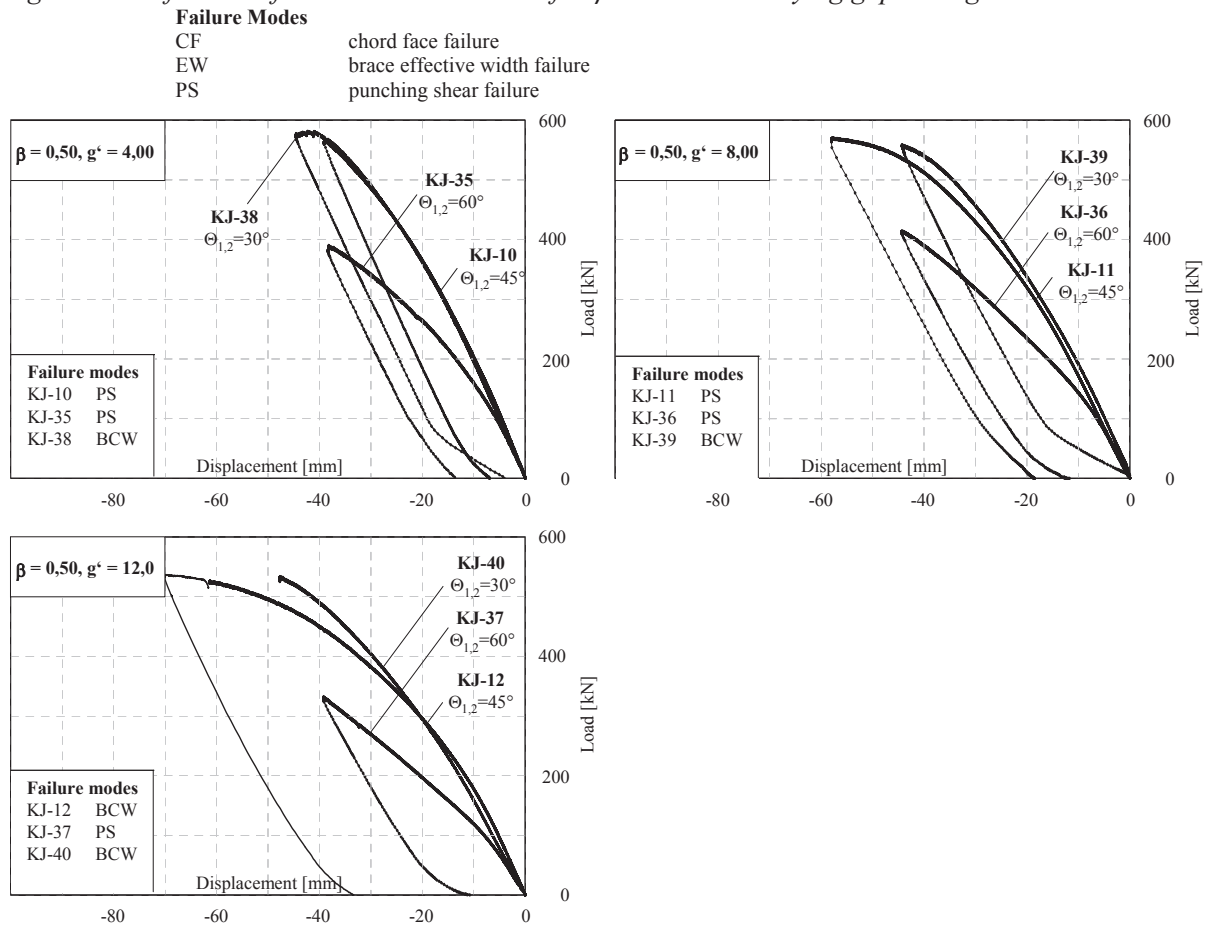 Failure Modes
CF chord face failure
EW brace effective width failure
PS punching shear failure
β = 0,50, g‘ = 4,00
600
KJ-35
Θ1,2=60°
KJ-38
Θ1,2=30°
400
KJ-10
Θ1,2=45°
Load [kN]
200
Failure modes
KJ-10 PS
KJ-35 PS
KJ-38 BCW
Displacement [mm]
0
-80 -60 -40 -20 0
β = 0,50, g‘ = 8,00
600
KJ-39
Θ1,2=30°
KJ-36
Θ1,2=60°
400
KJ-11
Θ1,2=45°
Load [kN]
200
Failure modes
KJ-11 PS
KJ-36 PS
KJ-39 BCW
Displacement [mm]
0
-80 -60 -40 -20 0
β = 0,50, g‘ = 12,0
600
KJ-40
Θ1,2=30°
KJ-37
Θ1,2=60°
400
KJ-12
Θ1,2=45°
Load [kN]
200
Failure modes
KJ-12 BCW
KJ-37 PS
KJ-40 BCW
Displacement [mm]
0
-80 -60 -40 -20 0